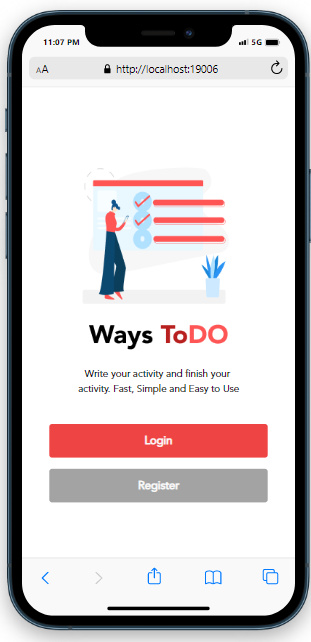 11:07 PM 5G
AA http://localhost:19006
Ways ToDO
Write your activity and finish your
activity. Fast, Simple and Easy to Use
Login
Register